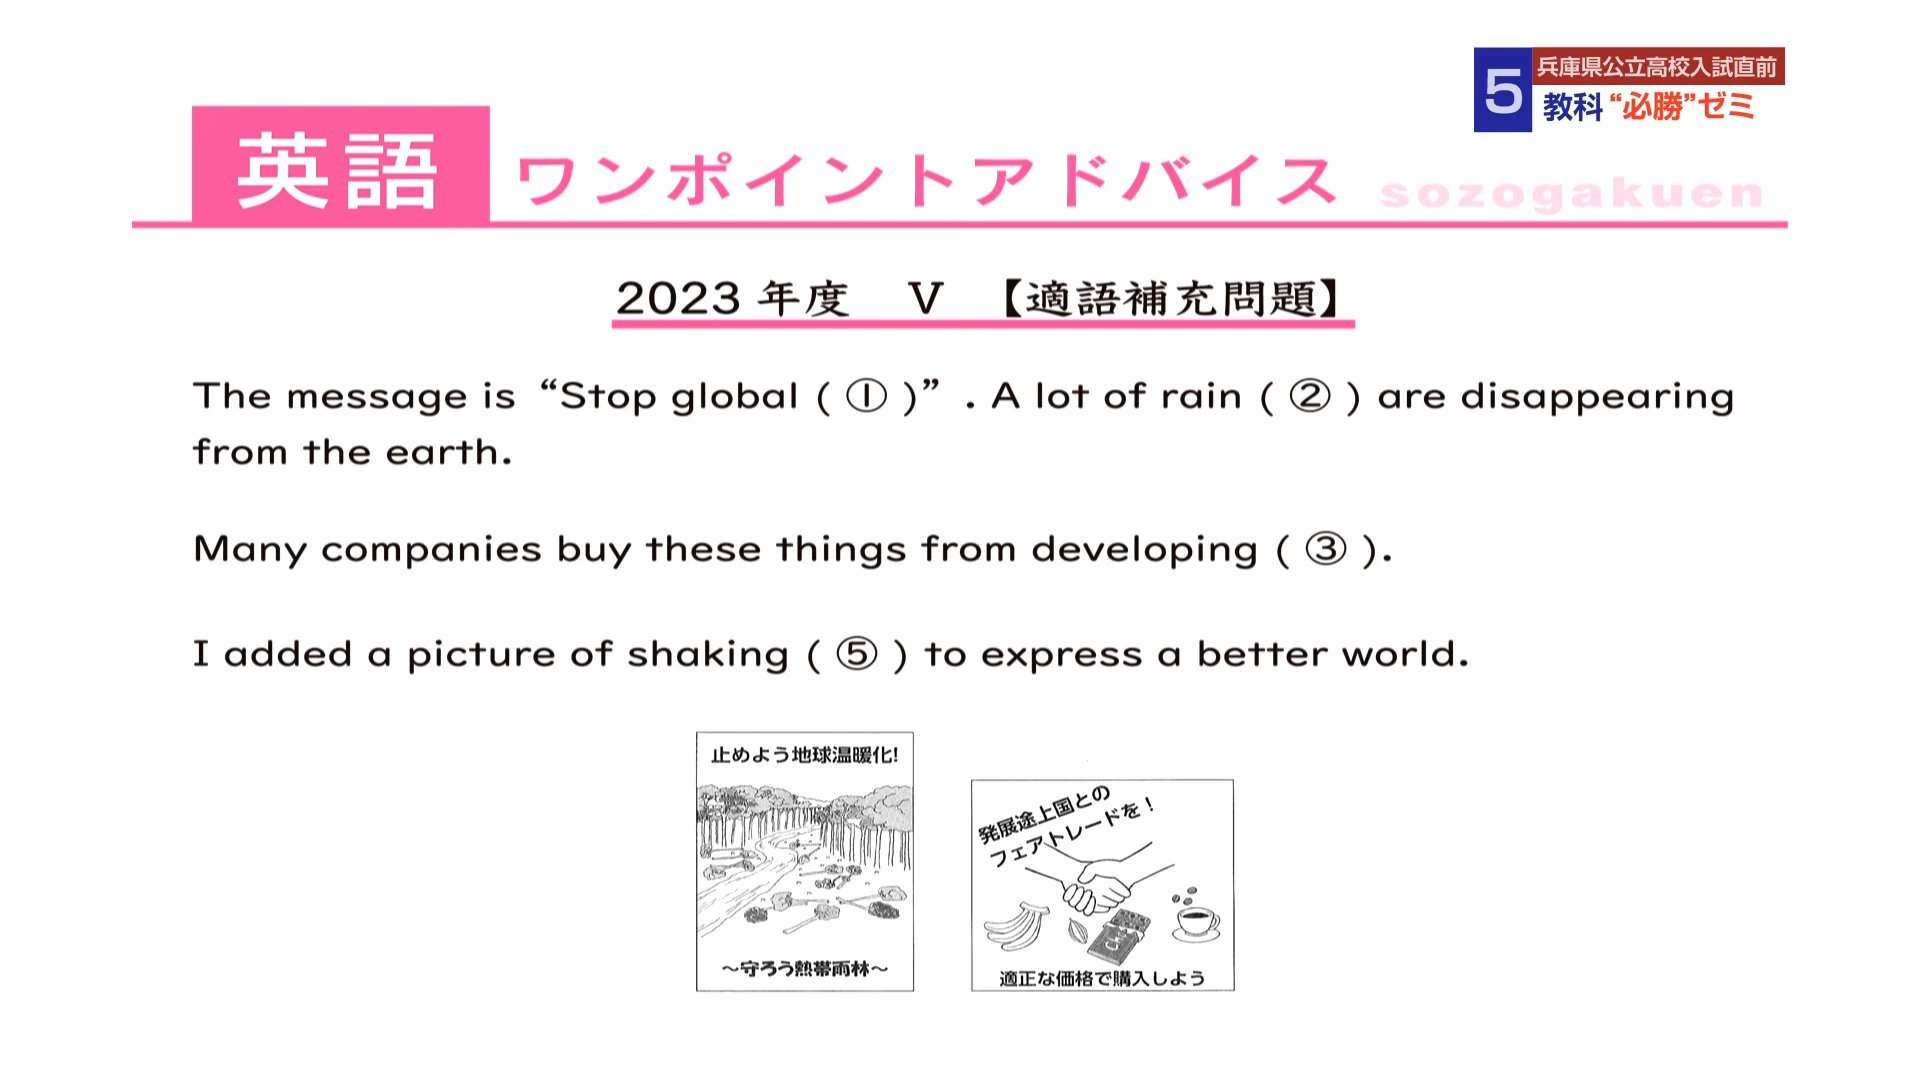 5
兵庫県公立高校入試直前
教科“必勝”ゼミ
英語 ワンポイントアドバイス sozogakuen
2023 年度 Ⅴ 【適語補充問題】
The message is “Stop global ( ① )” . A lot of rain ( ② ) are disappearing
from the earth.
Many companies buy these things from developing ( ③ ).
I added a picture of shaking ( ⑤ ) to express a better world.
止めよう地球温暖化!
～守ろう熱帯雨林～
発展途上国との
フェアトレードを！
適正な価格で購入しよう